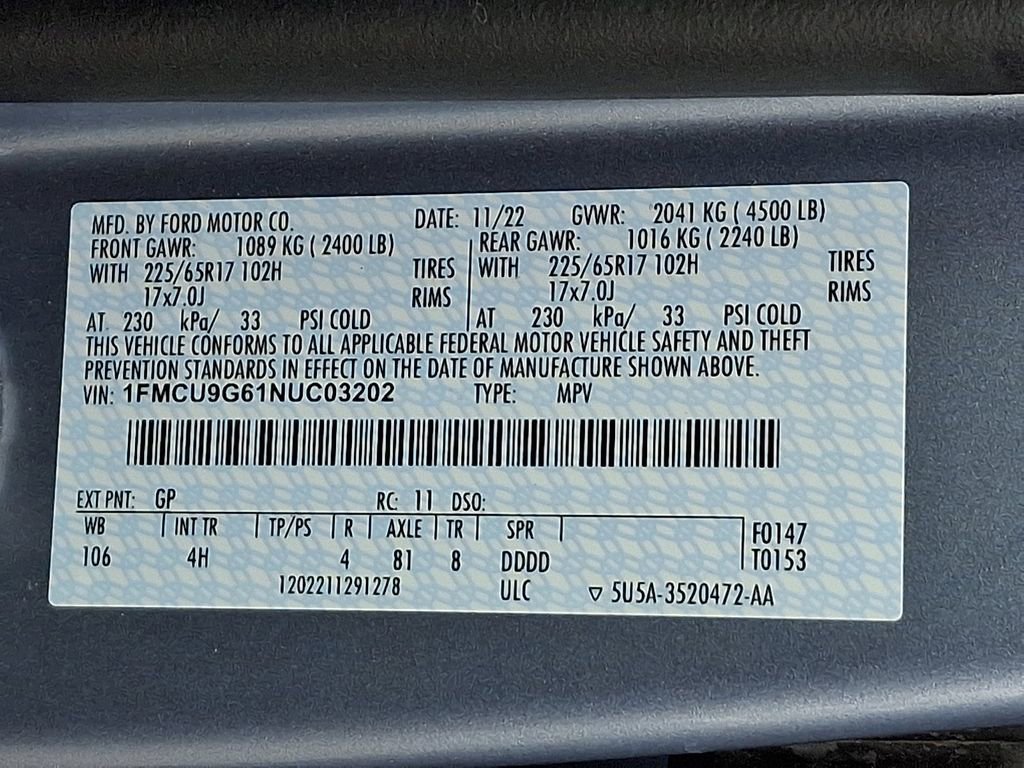 MFD. BY FORD MOTOR CO. DATE: 11/22 GVWR: 2041 KG ( 4500 LB)
FRONT GAWR: 1089 KG ( 2400 LB) REAR GAWR: 1016 KG ( 2240 LB)
WITH 225/65R17 102H TIRES WITH 225/65R17 102H TIRES
17x7.0J RIMS 17x7.0J RIMS
AT 230 kPa/ 33 PSI COLD AT 230 kPa/ 33 PSI COLD
THIS VEHICLE CONFORMS TO ALL APPLICABLE FEDERAL MOTOR VEHICLE SAFETY AND THEFT
PREVENTION STANDARDS IN EFFECT ON THE DATE OF MANUFACTURE SHOWN ABOVE.
VIN: 1FMCU9G61NUC03202 TYPE: MPV
EXT PNT: GP RC: 11 DSO:
WB INT TR TP/PS R AXLE TR SPR F0147
106 4H 4 81 8 DDDD T0153
1202211291278 ULC ▽ 5U5A-3520472-AA